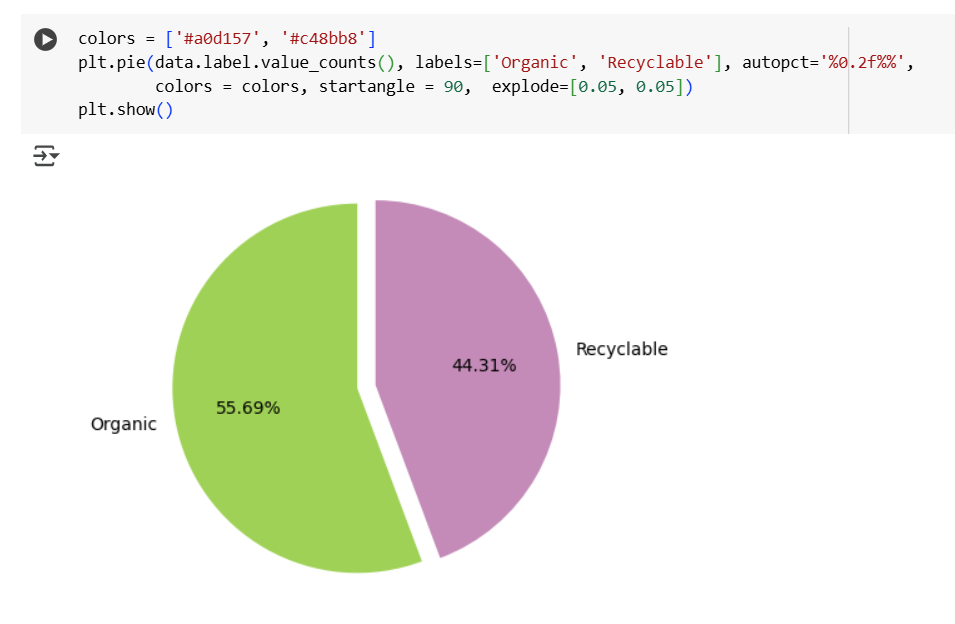 colors = ['#a0d157', '#c48bb8']
plt.pie(data.label.value_counts(), labels=['Organic', 'Recyclable'], autopct='%0.2f%%',
        colors = colors, startangle = 90,  explode=[0.05, 0.05])
plt.show()
Recyclable
44.31%
55.69%
Organic